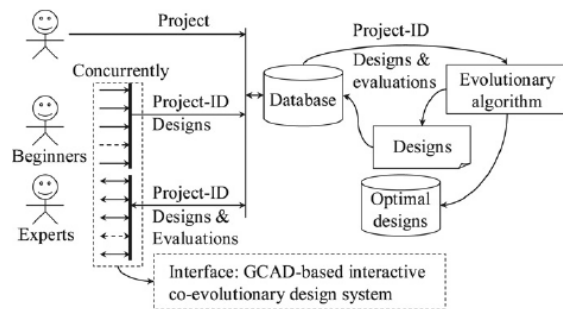 Project
Project-ID
Concurrently
Designs &
evaluations
Database
Evolutionary
algorithm
Project-ID
Designs
Beginners
Designs
Project-ID
Optimal
designs
Experts
Designs &
Evaluations
Interface: GCAD-based interactive
co-evolutionary design system